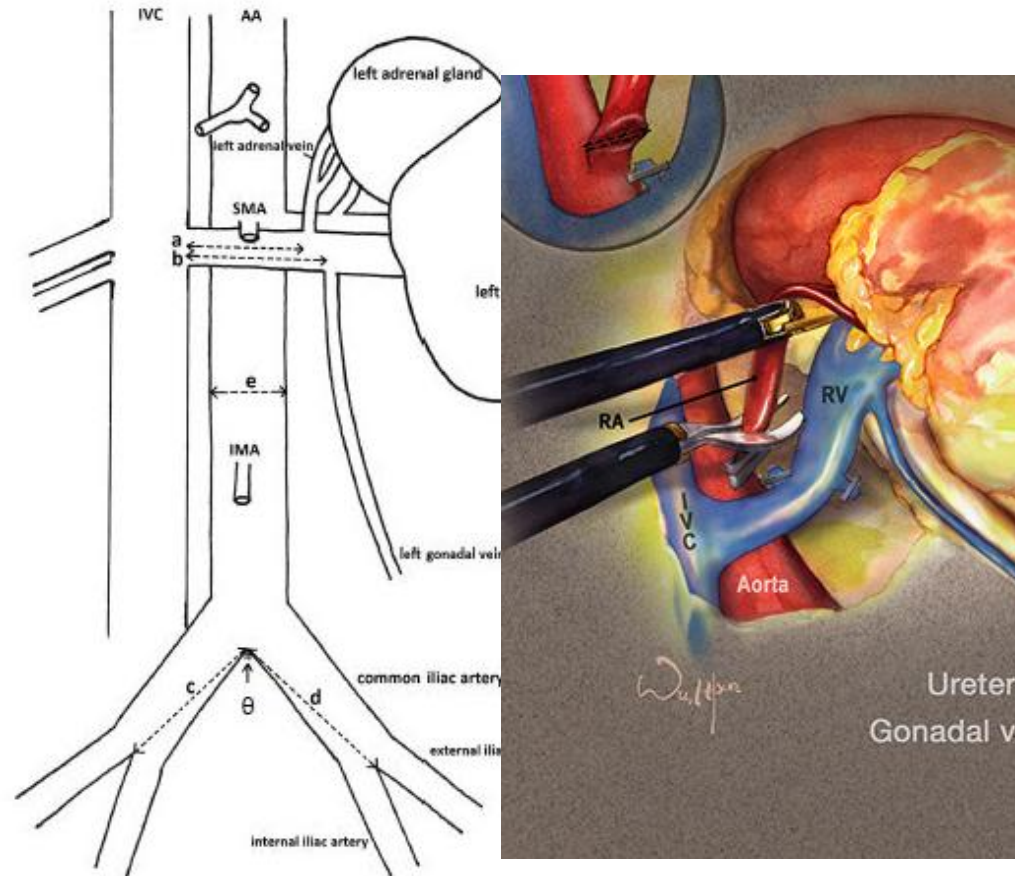 IVC
AA
left adrenal gland
left adrenal vein
SMA
a
b
left
e
IMA
left gonadal vein
c
d
θ
common iliac artery
external ilia
internal iliac artery
RA
RV
IVC
Aorta
Ureter
Gonadal v